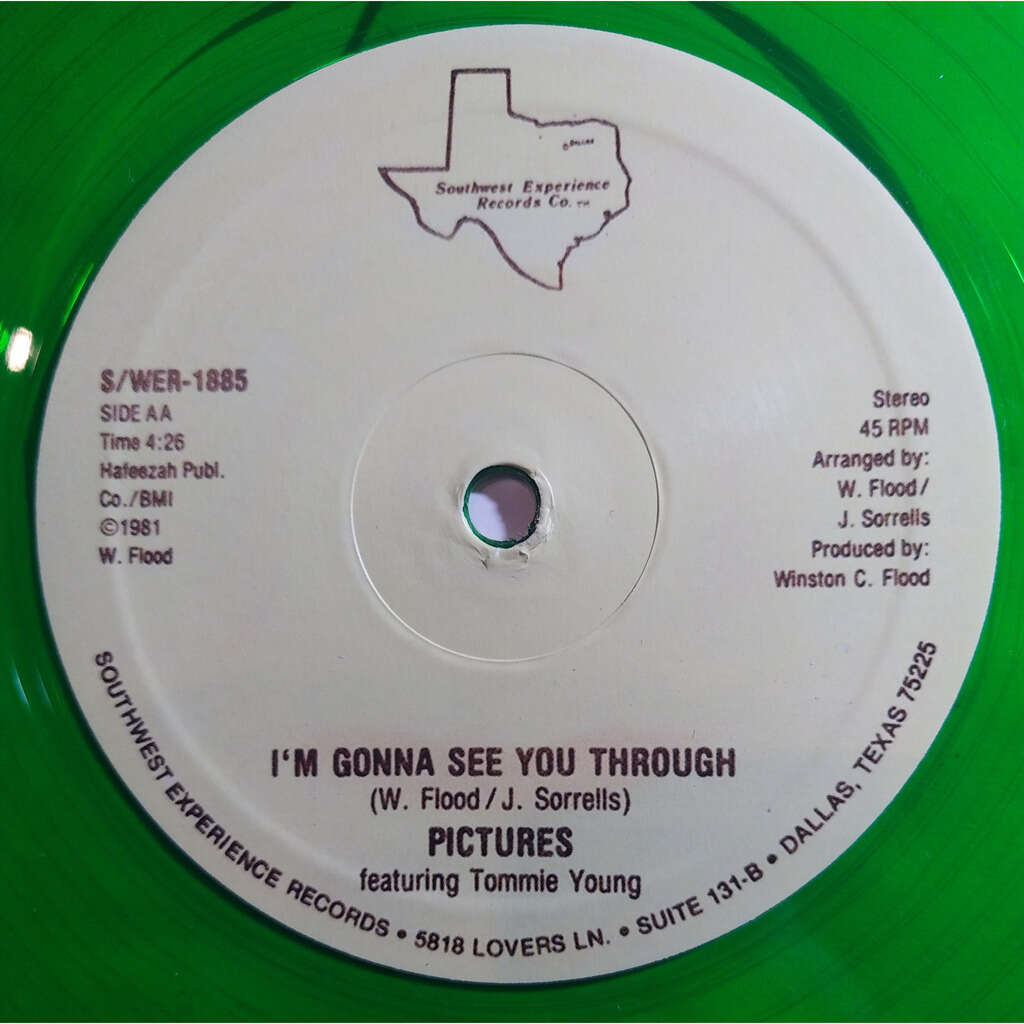 DALLAS
Southwest Experience
Records Co. TM
S/WER-1885
SIDE AA
Time 4:26
Hafeezah Publ.
Co./BMI
©1981
W. Flood
Stereo
45 RPM
Arranged by:
W. Flood/
J. Sorrells
Produced by:
Winston C. Flood
I'M GONNA SEE YOU THROUGH
(W. Flood/J. Sorrells)
PICTURES
featuring Tommie Young
SOUTHWEST EXPERIENCE RECORDS • 5818 LOVERS LN. • SUITE 131-B • DALLAS, TEXAS 75225